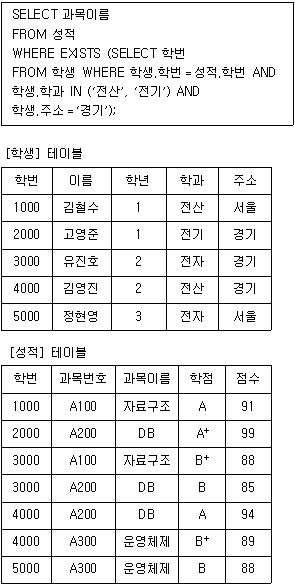 SELECT 과목이름
FROM 성적
WHERE EXISTS (SELECT 학번
FROM 학생 WHERE 학생.학번 = 성적.학번 AND
학생.학과 IN ('전산', '전기') AND
학생.주소 = '경기');
[학생] 테이블
학번 이름 학년 학과 주소
1000 김철수 1 전산 서울
2000 고영준 1 전기 경기
3000 유진호 2 전자 경기
4000 김영진 2 전산 경기
5000 정현영 3 전자 서울
[성적] 테이블
학번 과목번호 과목이름 학점 점수
1000 A100 자료구조 A 91
2000 A200 DB A+ 99
3000 A100 자료구조 B+ 88
3000 A200 DB B 85
4000 A200 DB A 94
4000 A300 운영체제 B+ 89
5000 A300 운영체제 B 88